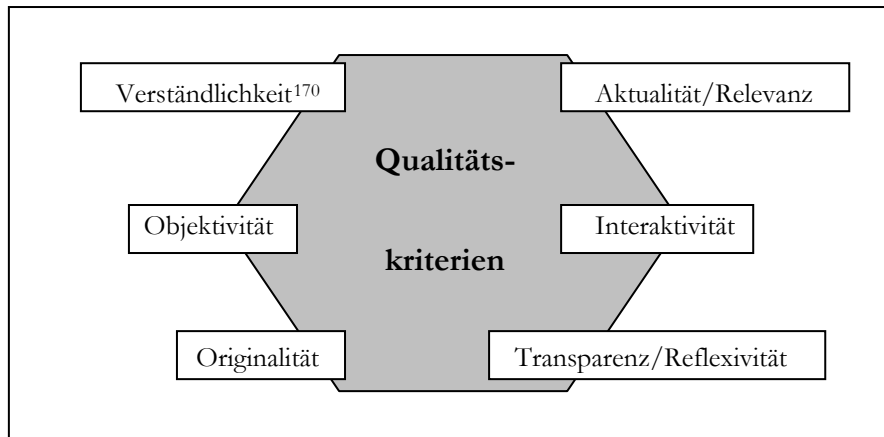 Verständlichkeit¹⁷⁰
Aktualität/Relevanz
Qualitäts-
Objektivität
Interaktivität
kriterien
Originalität
Transparenz/Reflexivität